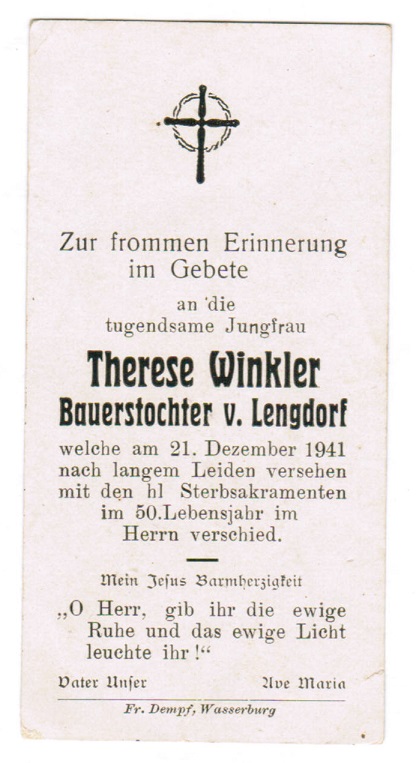 Zur frommen Erinnerung
im Gebete
an die
tugendsame Jungfrau
Therese Winkler
Bauerstochter v. Lengdorf
welche am 21. Dezember 1941
nach langem Leiden versehen
mit den hl Sterbsakramenten
im 50.Lebensjahr im
Herrn verschied.
Mein Jesus Barmherzigkeit
„O Herr, gib ihr die ewige
Ruhe und das ewige Licht
leuchte ihr!“
Vater Unser Ave Maria
Fr. Dempf, Wasserburg